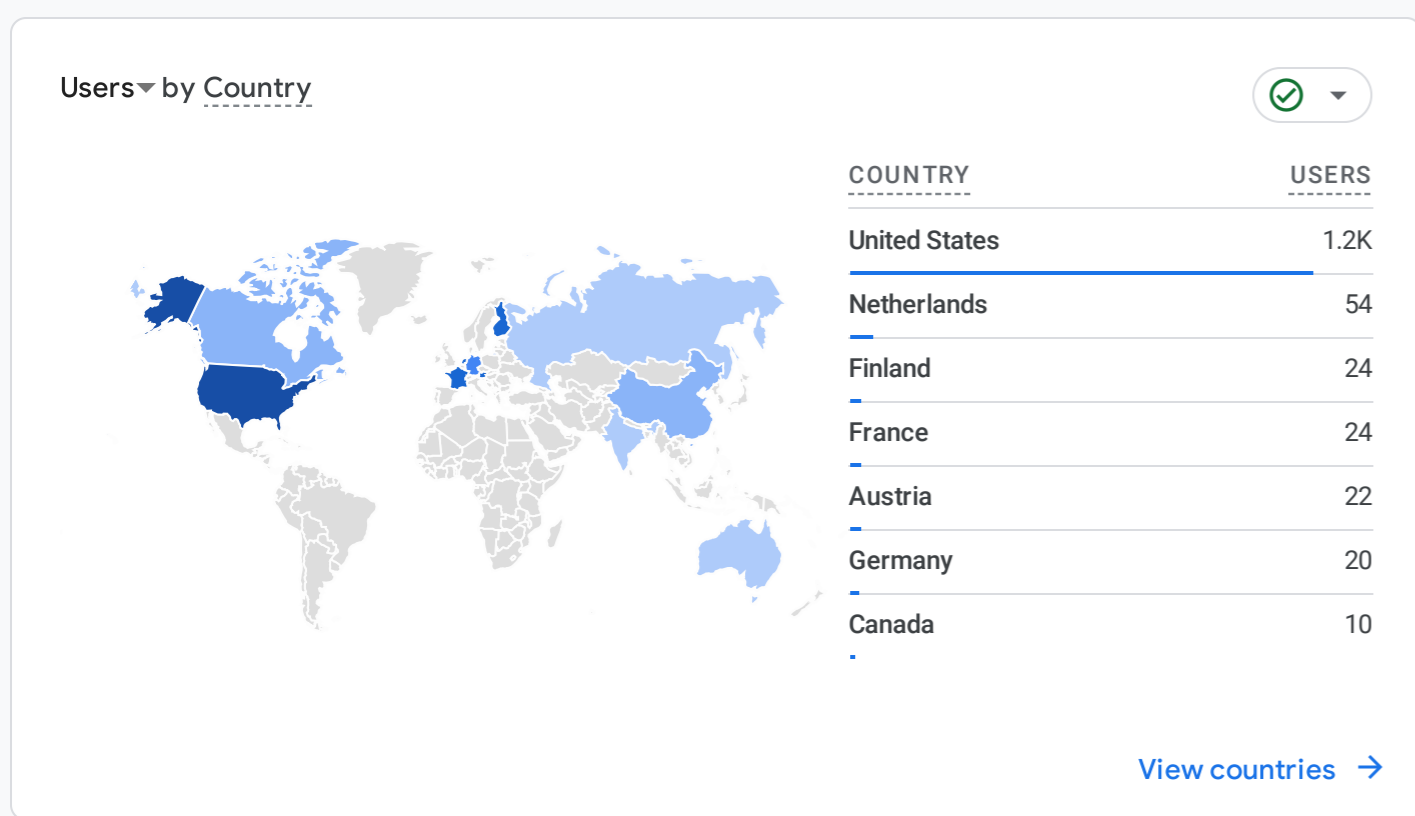 Users by Country
COUNTRY USERS
United States 1.2K
Netherlands 54
Finland 24
France 24
Austria 22
Germany 20
Canada 10
View countries